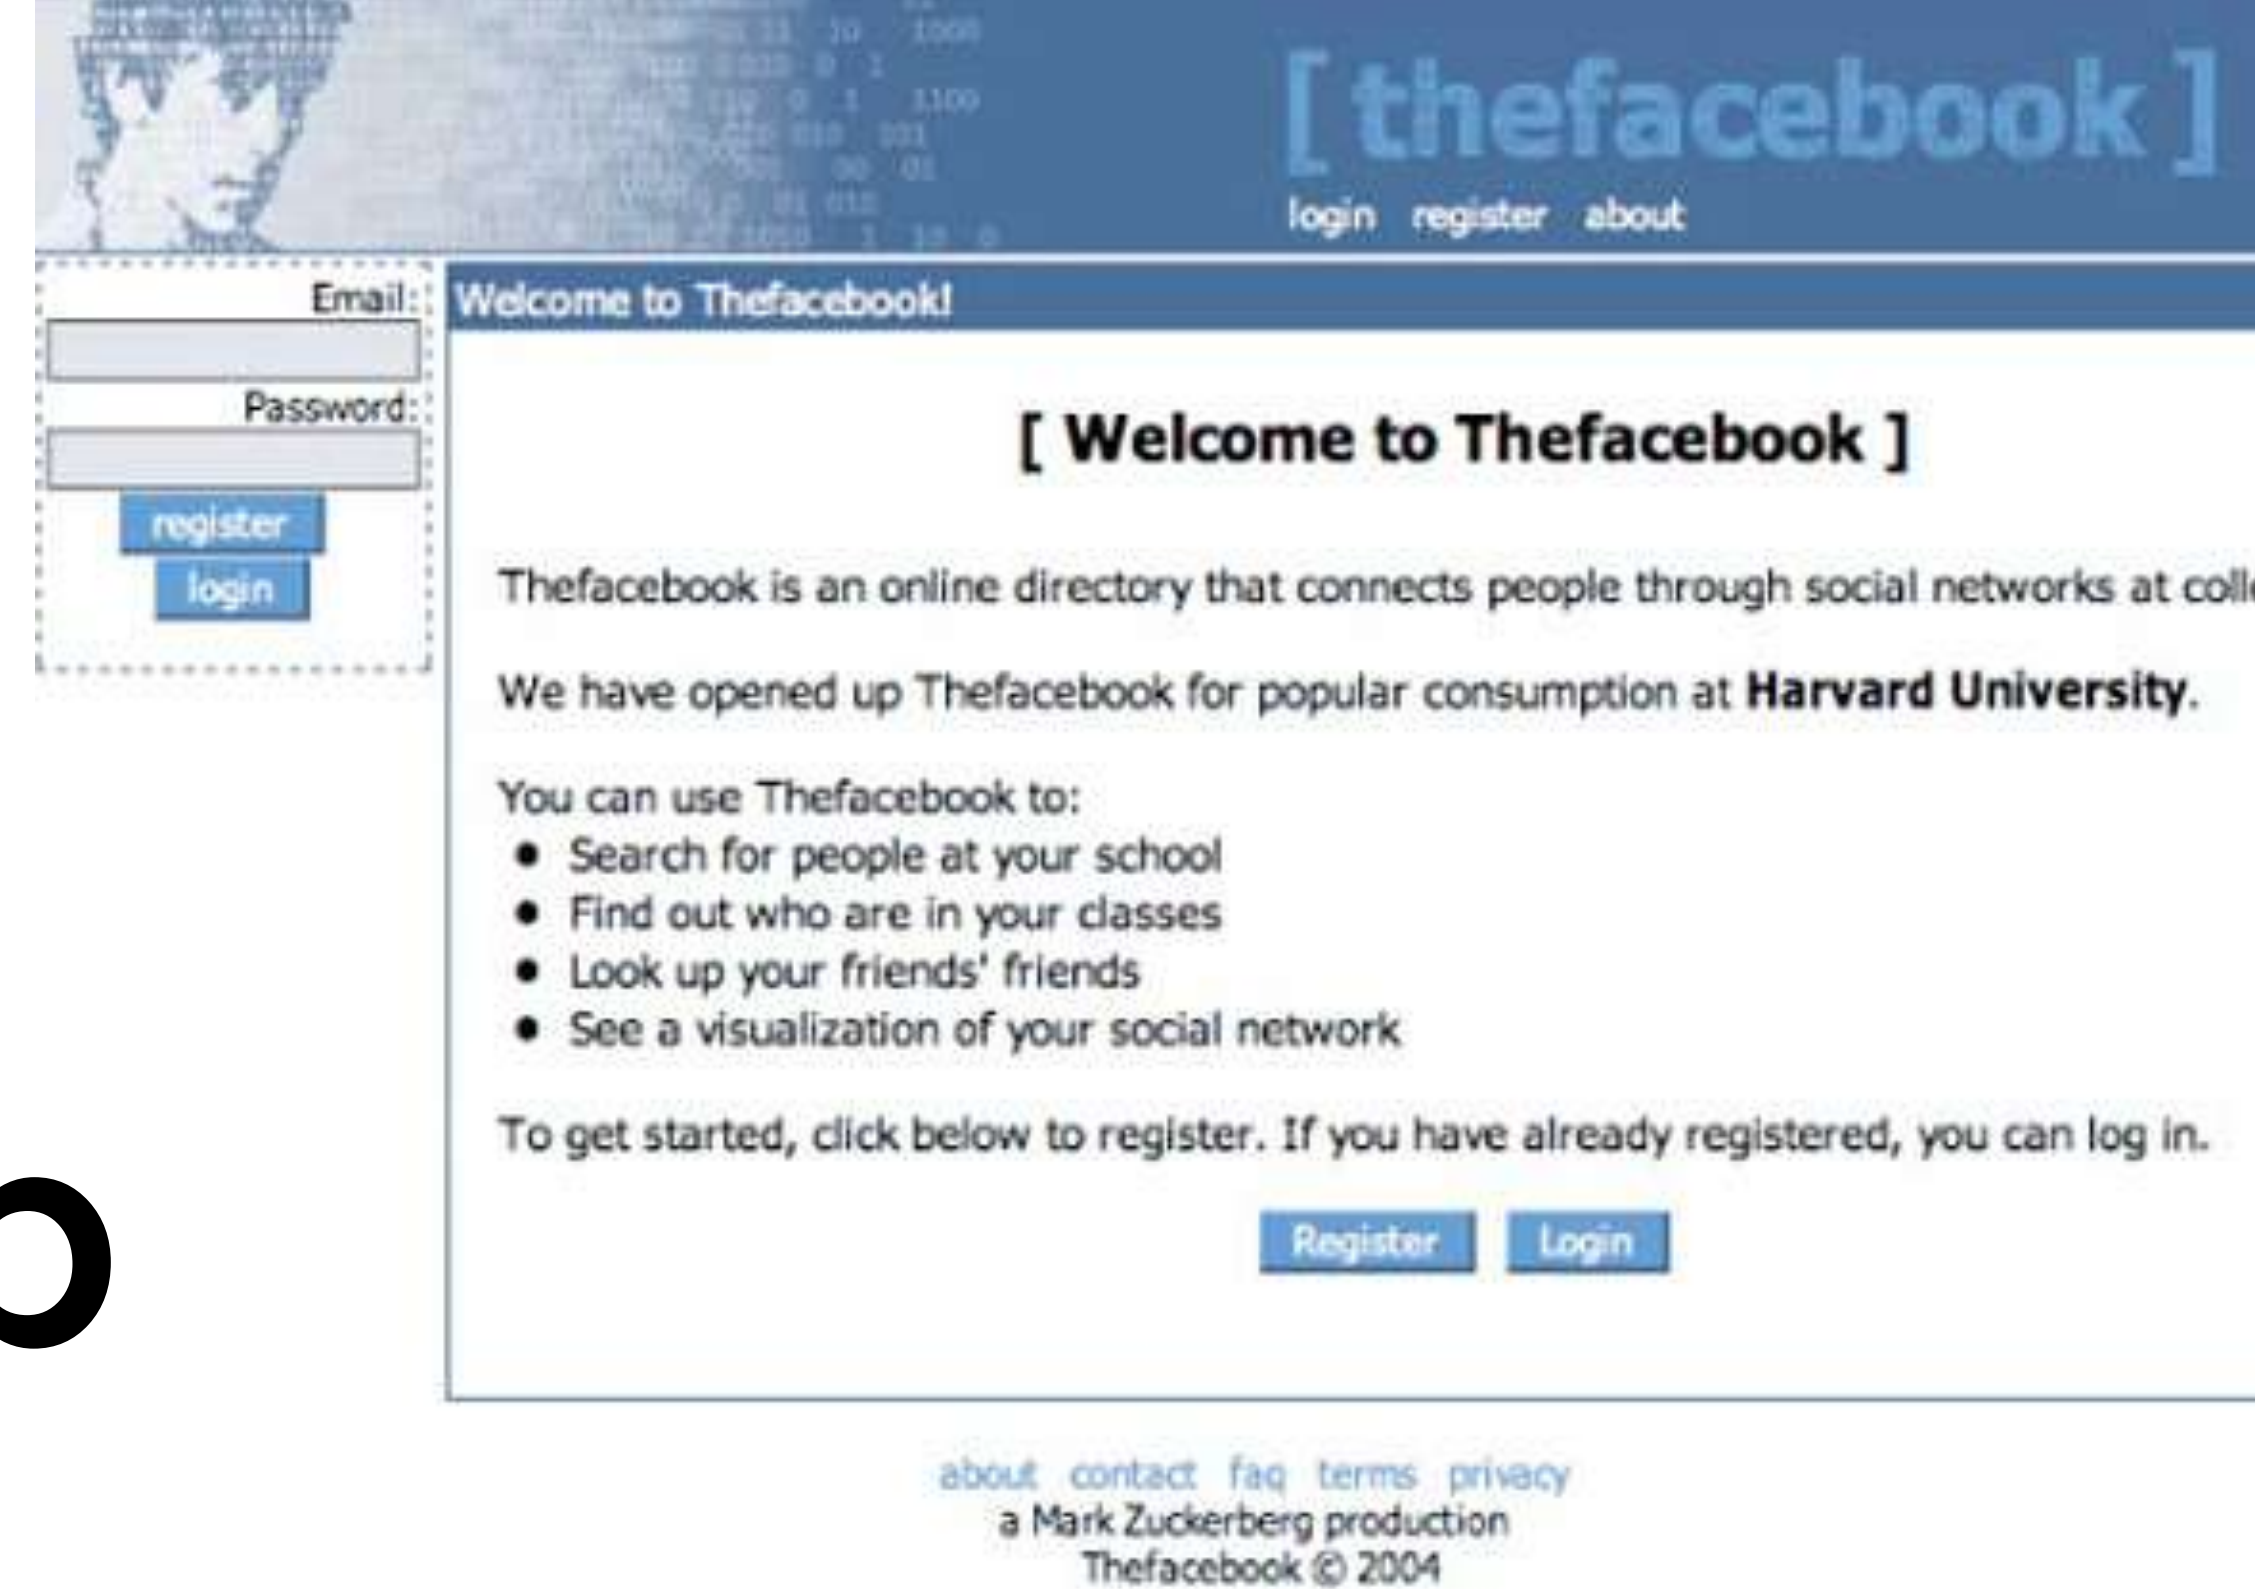 [ thefacebook ]
login register about
Email:
Password:
register
login
Welcome to Thefacebook!
[ Welcome to Thefacebook ]
Thefacebook is an online directory that connects people through social networks at
We have opened up Thefacebook for popular consumption at Harvard University.
You can use Thefacebook to:
● Search for people at your school
● Find out who are in your classes
● Look up your friends' friends
● See a visualization of your social network
To get started, click below to register. If you have already registered, you can log in.
Register Login
about contact faq terms privacy
a Mark Zuckerberg production
Thefacebook © 2004